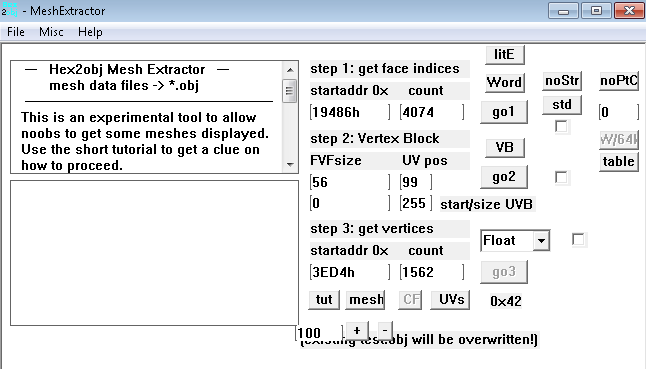 - MeshExtractor
File Misc Help
— Hex2obj Mesh Extractor —
mesh data files -> *.obj
This is an experimental tool to allow
noobs to get some meshes displayed.
Use the short tutorial to get a clue on
how to proceed.
step 1: get face indices
startaddr 0x count
19486h 4074
step 2: Vertex Block
FVFsize UV pos
56 99
0 255 start/size UVB
step 3: get vertices
startaddr 0x count
3ED4h 1562
tut mesh CF UVs 0x42
100 + -
(existing test.obj will be overwritten!)
litE
Word noStr noPtC
go1 std 0
VB W/64k
go2 table
Float
go3